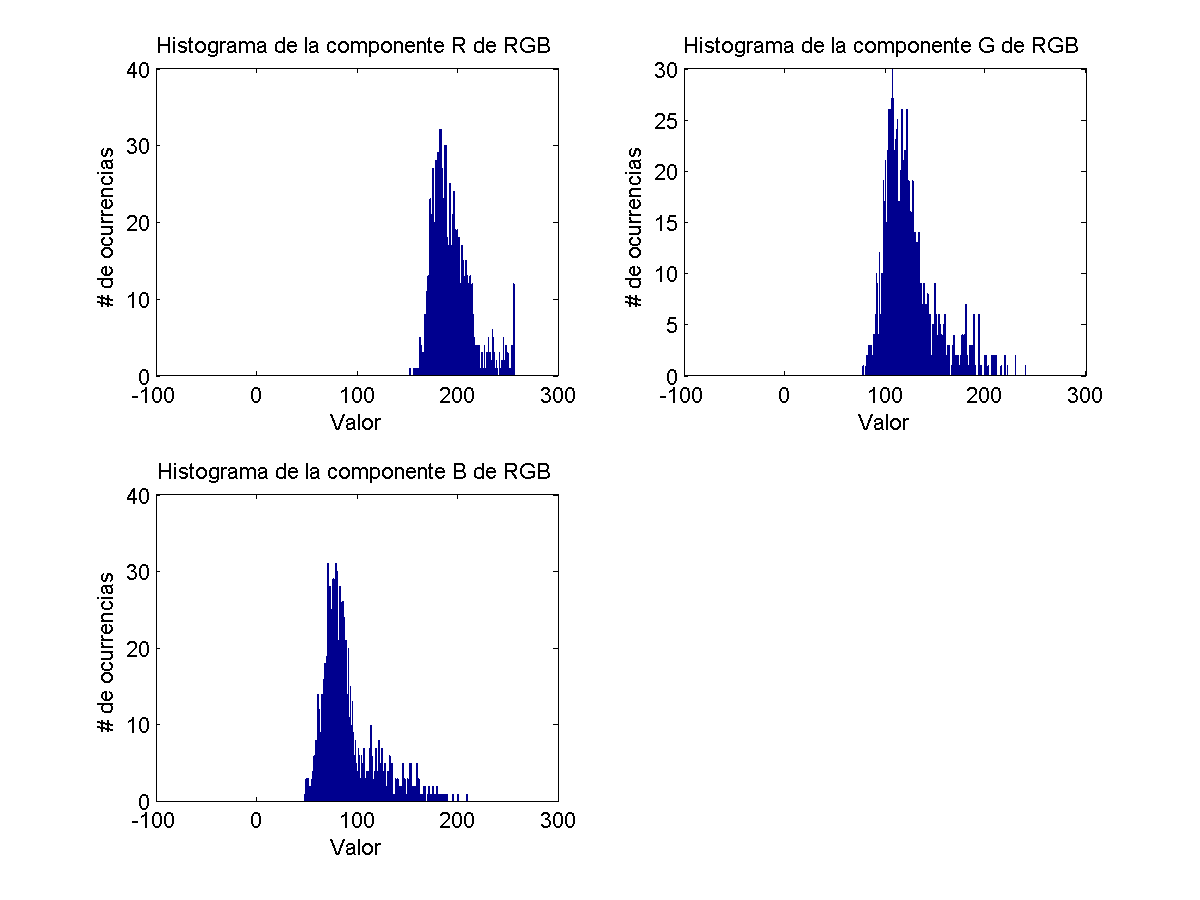 Histograma de la componente R de RGB
40
30
20
10
0
-100 0 100 200 300
# de ocurrencias
Valor
Histograma de la componente G de RGB
30
25
20
15
10
5
0
-100 0 100 200 300
# de ocurrencias
Valor
Histograma de la componente B de RGB
40
30
20
10
0
-100 0 100 200 300
# de ocurrencias
Valor